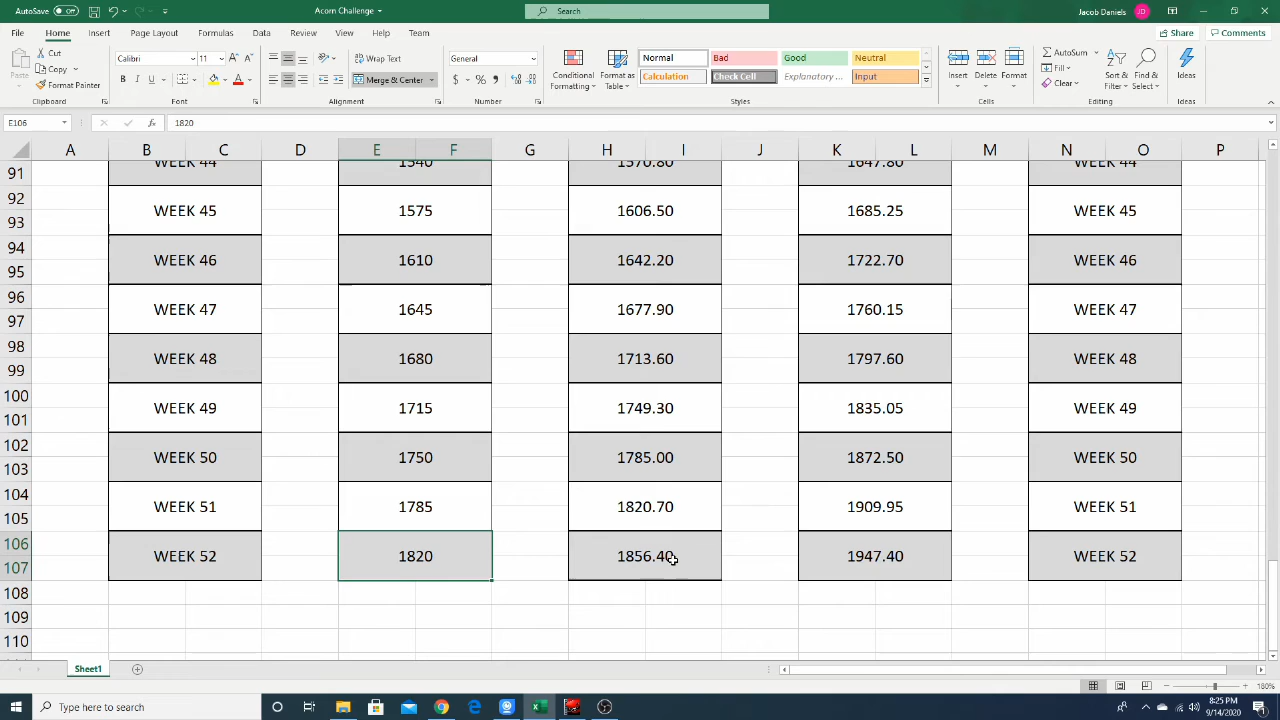 AutoSave Off
Acorn Challenge
Search
Jacob Daniels JD
File Home Insert Page Layout Formulas Data Review View Help Team
Share Comments
Paste
Cut
Copy
Format Painter
Clipboard
Calibri 11
B I U
Font
Wrap Text
Merge & Center
Alignment
General
$ % ,
Number
Conditional Formatting
Format as Table
Normal Bad Good Neutral
Calculation Check Cell Explanatory ... Input
Styles
Insert Delete Format
Cells
AutoSum
Fill
Clear
Sort & Filter
Find & Select
Editing
Ideas
Ideas
E106 fx 1820
A B C D E F G H I J K L M N O P
91 WEEK 44 1540 1570.80 1647.80 WEEK 44
92 WEEK 45 1575 1606.50 1685.25 WEEK 45
93
94 WEEK 46 1610 1642.20 1722.70 WEEK 46
95
96 WEEK 47 1645 1677.90 1760.15 WEEK 47
97
98 WEEK 48 1680 1713.60 1797.60 WEEK 48
99
100 WEEK 49 1715 1749.30 1835.05 WEEK 49
101
102 WEEK 50 1750 1785.00 1872.50 WEEK 50
103
104 WEEK 51 1785 1820.70 1909.95 WEEK 51
105
106 WEEK 52 1820 1856.40 1947.40 WEEK 52
107
108
109
110
Sheet1
180%
Type here to search
8:25 PM
9/14/2020